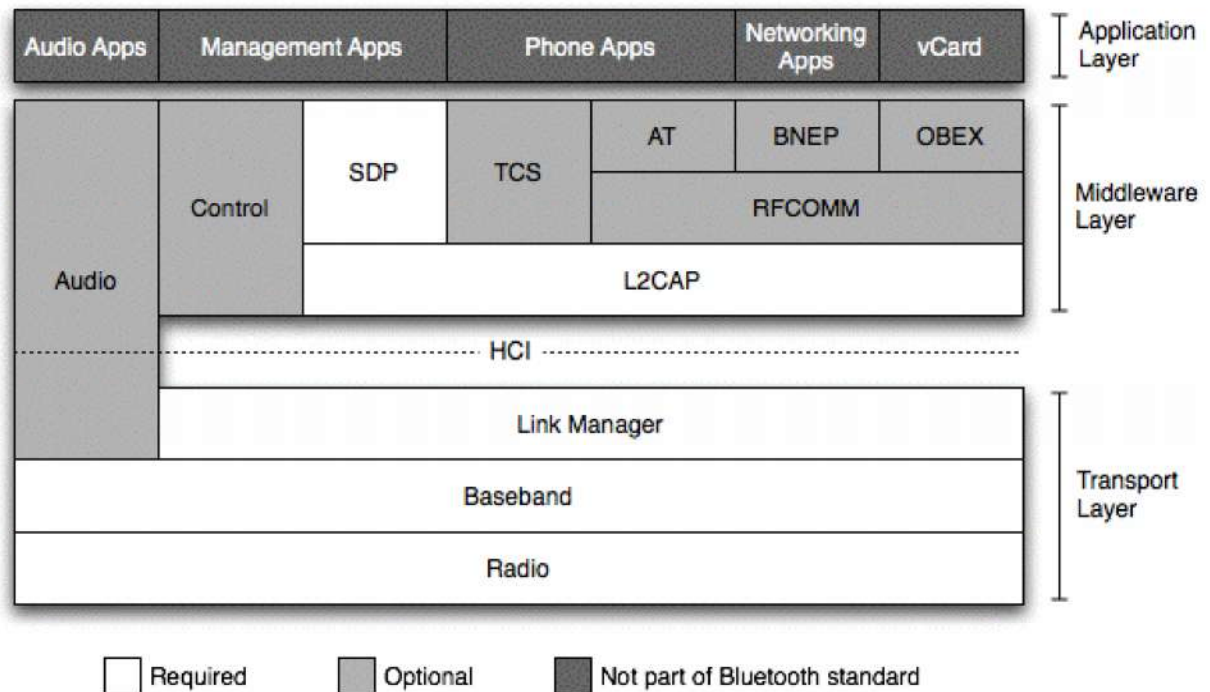 Audio Apps
Management Apps
Phone Apps
Networking
Apps
vCard
Application
Layer
Audio
Control
SDP
TCS
AT
BNEP
OBEX
RFCOMM
L2CAP
Middleware
Layer
HCI
Link Manager
Baseband
Radio
Transport
Layer
Required
Optional
Not part of Bluetooth standard